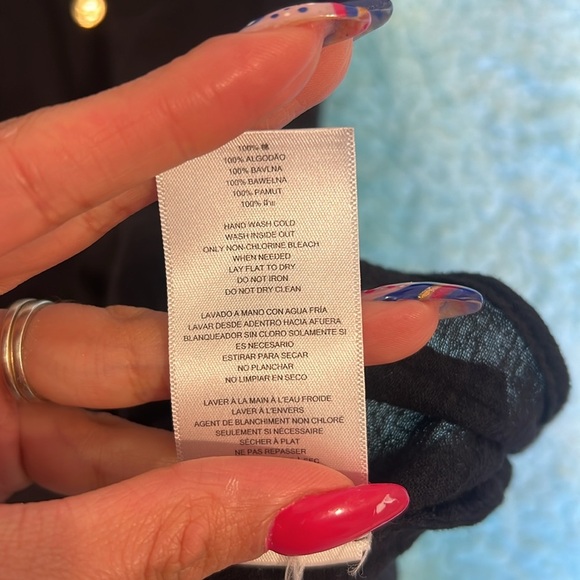 100%
100% ALGODÃO
100% BAVLNA
100% BAWEŁNA
100% PAMUT
100%
HAND WASH COLD
WASH INSIDE OUT
ONLY NON-CHLORINE BLEACH
WHEN NEEDED
LAY FLAT TO DRY
DO NOT IRON
DO NOT DRY CLEAN
LAVADO A MANO CON AGUA FRÍA
LAVAR DESDE ADENTRO HACIA AFUERA
BLANQUEADOR SIN CLORO SOLAMENTE SI
ES NECESARIO
ESTIRAR PARA SECAR
NO PLANCHAR
NO LIMPIAR EN SECO
LAVER À LA MAIN À L'EAU FROIDE
LAVER À L'ENVERS
AGENT DE BLANCHIMENT NON CHLORÉ
SEULEMENT SI NÉCESSAIRE
SÉCHER À PLAT
NE PAS REPASSER